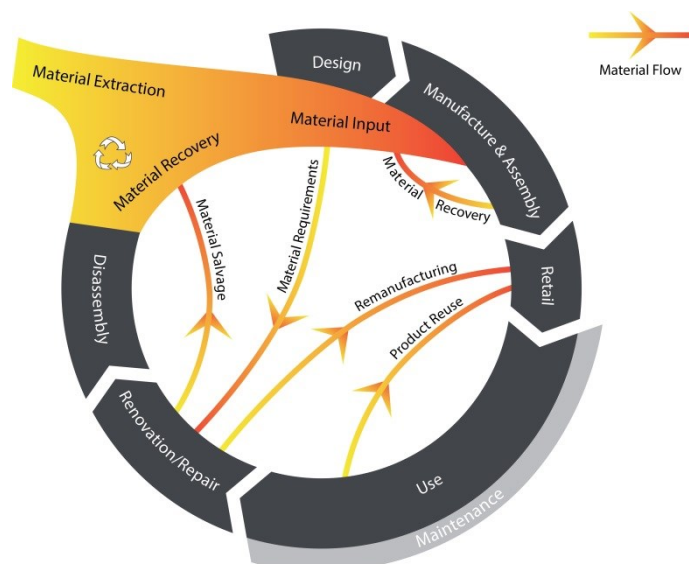 Design
Material Flow
Material Extraction
Manufacture & Assembly
Material Input
Material Recovery
Material Recovery
Material Salvage
Material Requirements
Disassembly
Remanufacturing
Retail
Product Reuse
Renovation/Repair
Use
Maintenance